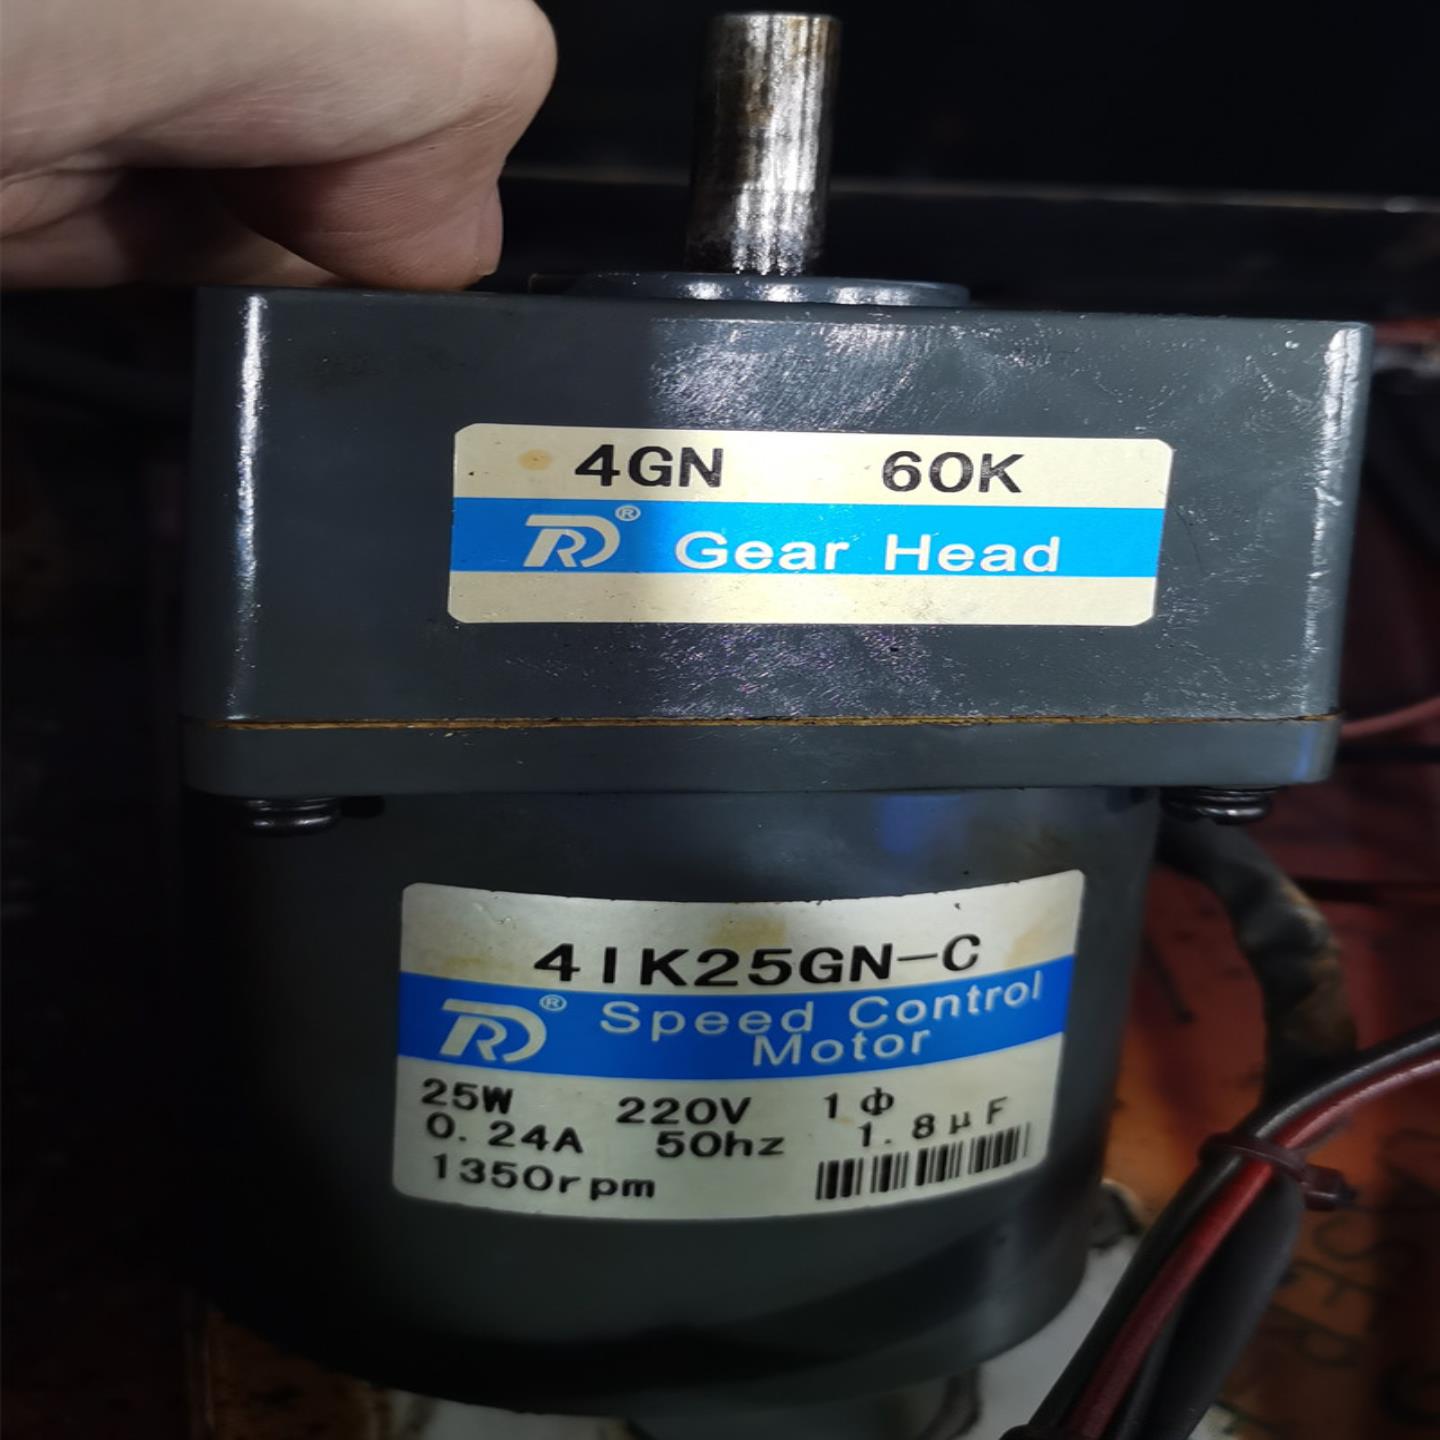 4GN 60K
R® Gear Head
4IK25GN-C
R® Speed Control
Motor
25W 220V 1Φ
0.24A 50hz 1.8μF
1350rpm